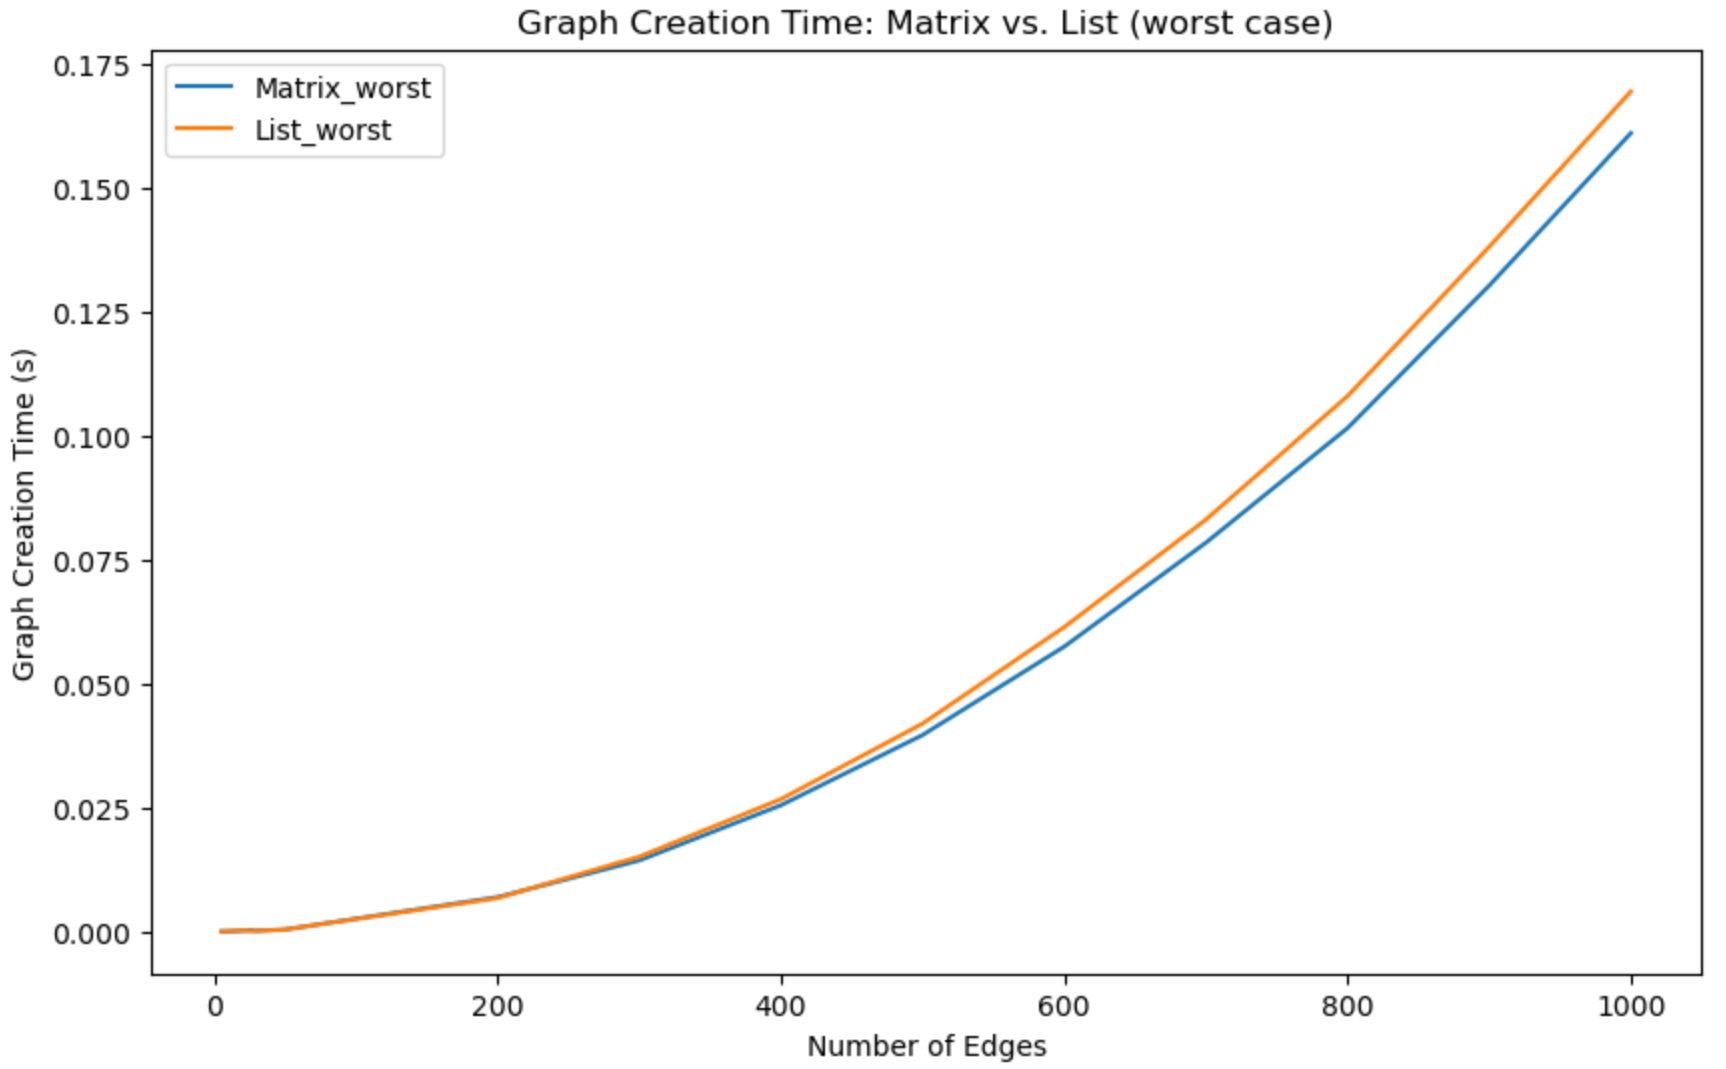 Graph Creation Time: Matrix vs. List (worst case)
Matrix_worst
List_worst
Graph Creation Time (s)
0.175
0.150
0.125
0.100
0.075
0.050
0.025
0.000
0 200 400 600 800 1000
Number of Edges